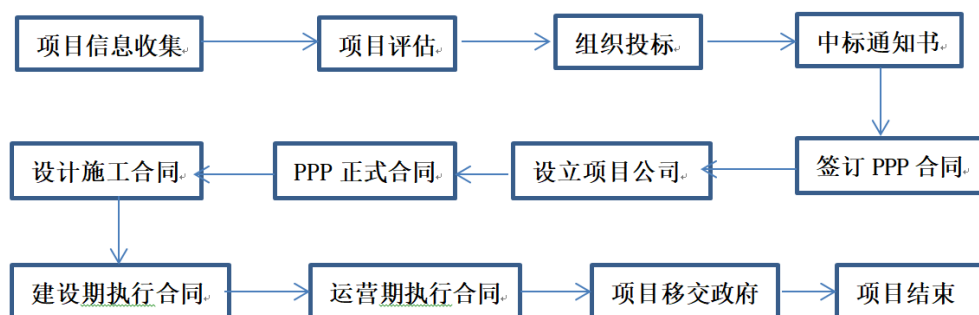 项目信息收集
项目评估
组织投标
中标通知书
签订 PPP 合同
设立项目公司
PPP 正式合同
设计施工合同
建设期执行合同
运营期执行合同
项目移交政府
项目结束